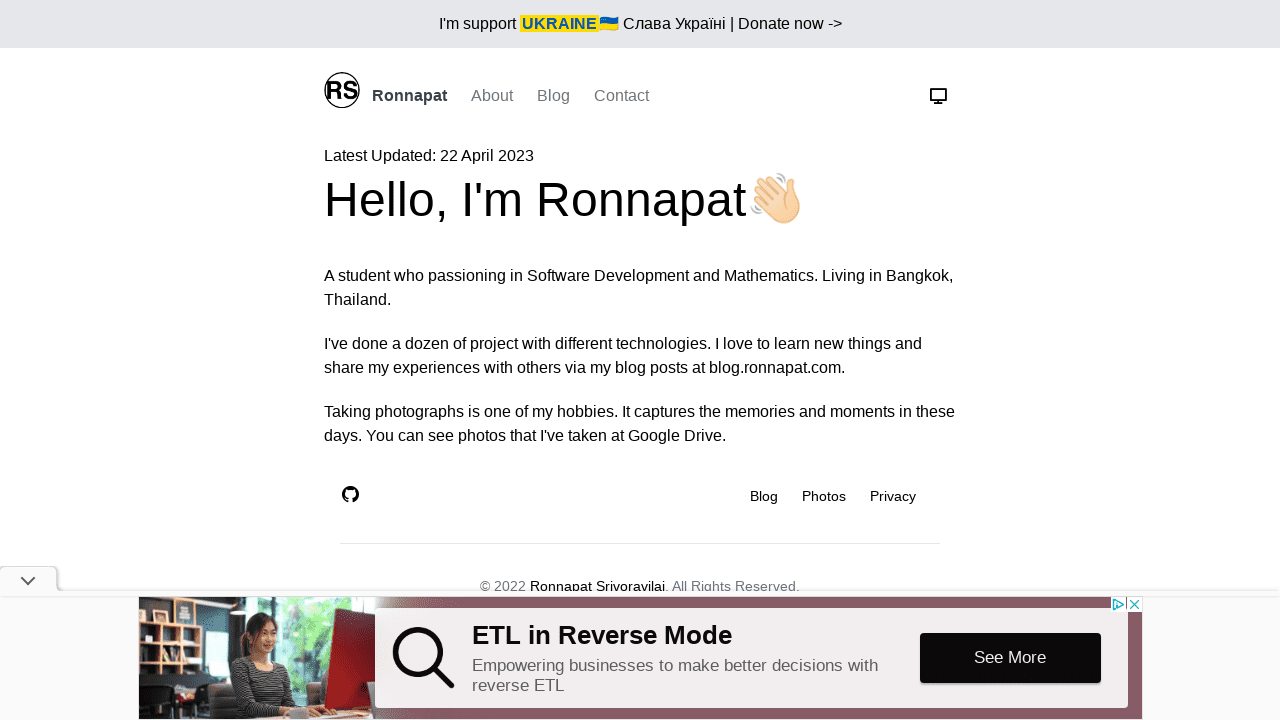 I'm support UKRAINE🇺🇦 Слава Україні | Donate now ->
RS Ronnapat About Blog Contact
Latest Updated: 22 April 2023
Hello, I'm Ronnapat👋🏻
A student who passioning in Software Development and Mathematics. Living in Bangkok,
Thailand.
I've done a dozen of project with different technologies. I love to learn new things and
share my experiences with others via my blog posts at blog.ronnapat.com.
Taking photographs is one of my hobbies. It captures the memories and moments in these
days. You can see photos that I've taken at Google Drive.
Blog Photos Privacy
© 2022 Ronnapat Srivoravilai. All Rights Reserved.
ETL in Reverse Mode
Empowering businesses to make better decisions with
reverse ETL
See More